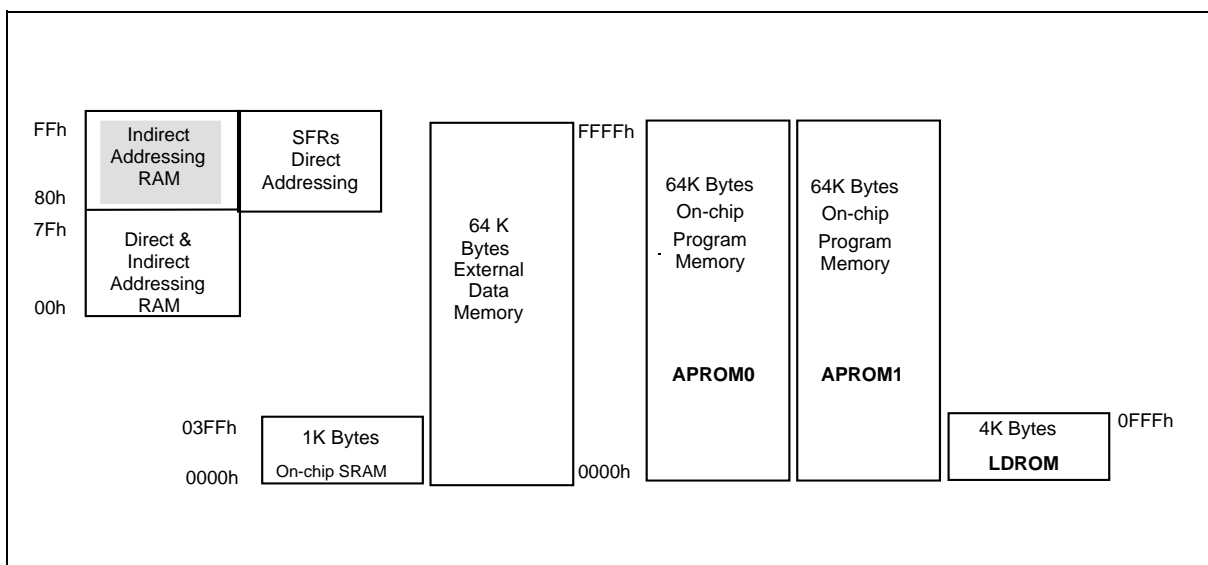 FFh
Indirect
Addressing
RAM
80h
SFRs
Direct
Addressing
7Fh
Direct &
Indirect
Addressing
RAM
00h
03FFh
1K Bytes
On-chip SRAM
0000h
64 K
Bytes
External
Data
Memory
FFFFh
0000h
64K Bytes
On-chip
Program
Memory
APROM0
64K Bytes
On-chip
Program
Memory
APROM1
4K Bytes
LDROM
0FFFh